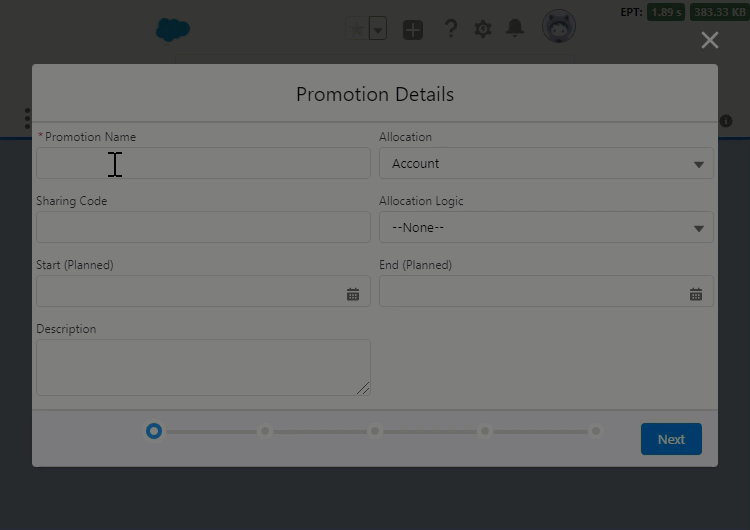 EPT: 1.89 s 383.33 KB
Promotion Details
*Promotion Name
Allocation
Account
Sharing Code
Allocation Logic
--None--
Start (Planned)
End (Planned)
Description
Next